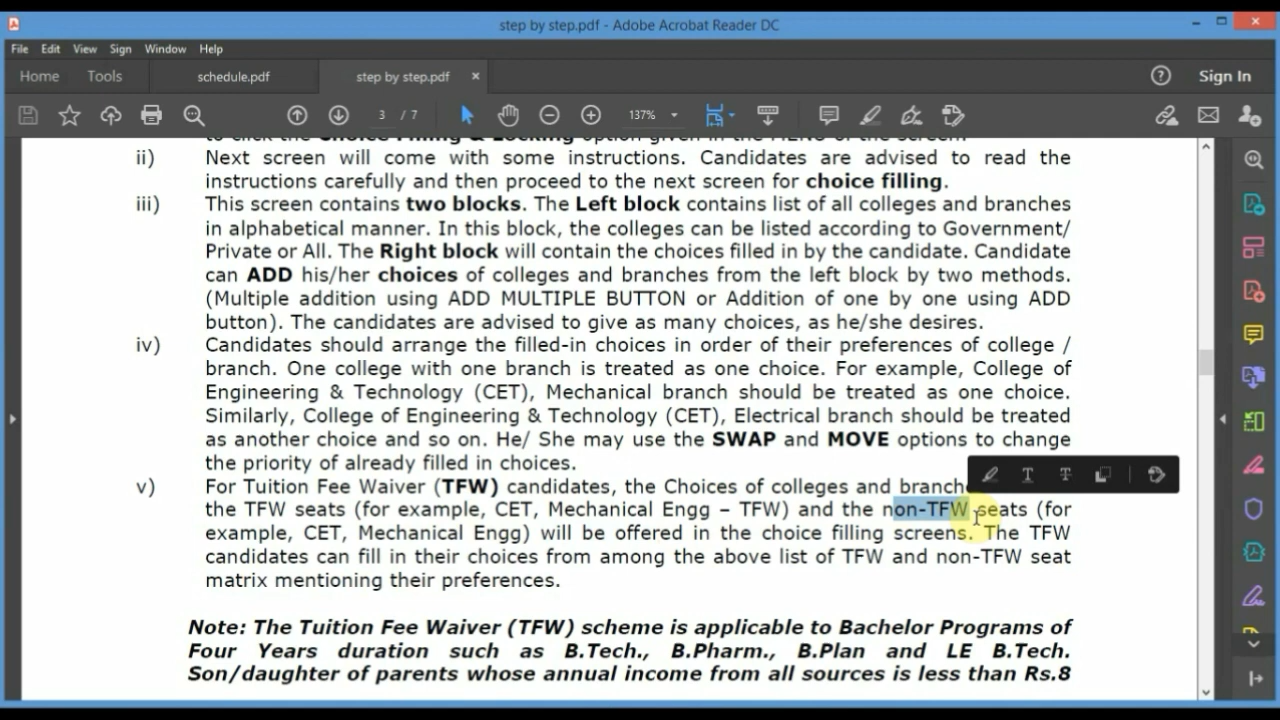 step by step.pdf - Adobe Acrobat Reader DC
File Edit View Sign Window Help
Home Tools schedule.pdf step by step.pdf × ? Sign In
3 / 7 137%
ii) Next screen will come with some instructions. Candidates are advised to read the
instructions carefully and then proceed to the next screen for choice filling.
iii) This screen contains two blocks. The Left block contains list of all colleges and branches
in alphabetical manner. In this block, the colleges can be listed according to Government/
Private or All. The Right block will contain the choices filled in by the candidate. Candidate
can ADD his/her choices of colleges and branches from the left block by two methods.
(Multiple addition using ADD MULTIPLE BUTTON or Addition of one by one using ADD
button). The candidates are advised to give as many choices, as he/she desires.
iv) Candidates should arrange the filled-in choices in order of their preferences of college /
branch. One college with one branch is treated as one choice. For example, College of
Engineering & Technology (CET), Mechanical branch should be treated as one choice.
Similarly, College of Engineering & Technology (CET), Electrical branch should be treated
as another choice and so on. He/ She may use the SWAP and MOVE options to change
the priority of already filled in choices.
v) For Tuition Fee Waiver (TFW) candidates, the Choices of colleges and branche
the TFW seats (for example, CET, Mechanical Engg – TFW) and the non-TFW seats (for
example, CET, Mechanical Engg) will be offered in the choice filling screens. The TFW
candidates can fill in their choices from among the above list of TFW and non-TFW seat
matrix mentioning their preferences.
Note: The Tuition Fee Waiver (TFW) scheme is applicable to Bachelor Programs of
Four Years duration such as B.Tech., B.Pharm., B.Plan and LE B.Tech.
Son/daughter of parents whose annual income from all sources is less than Rs.8